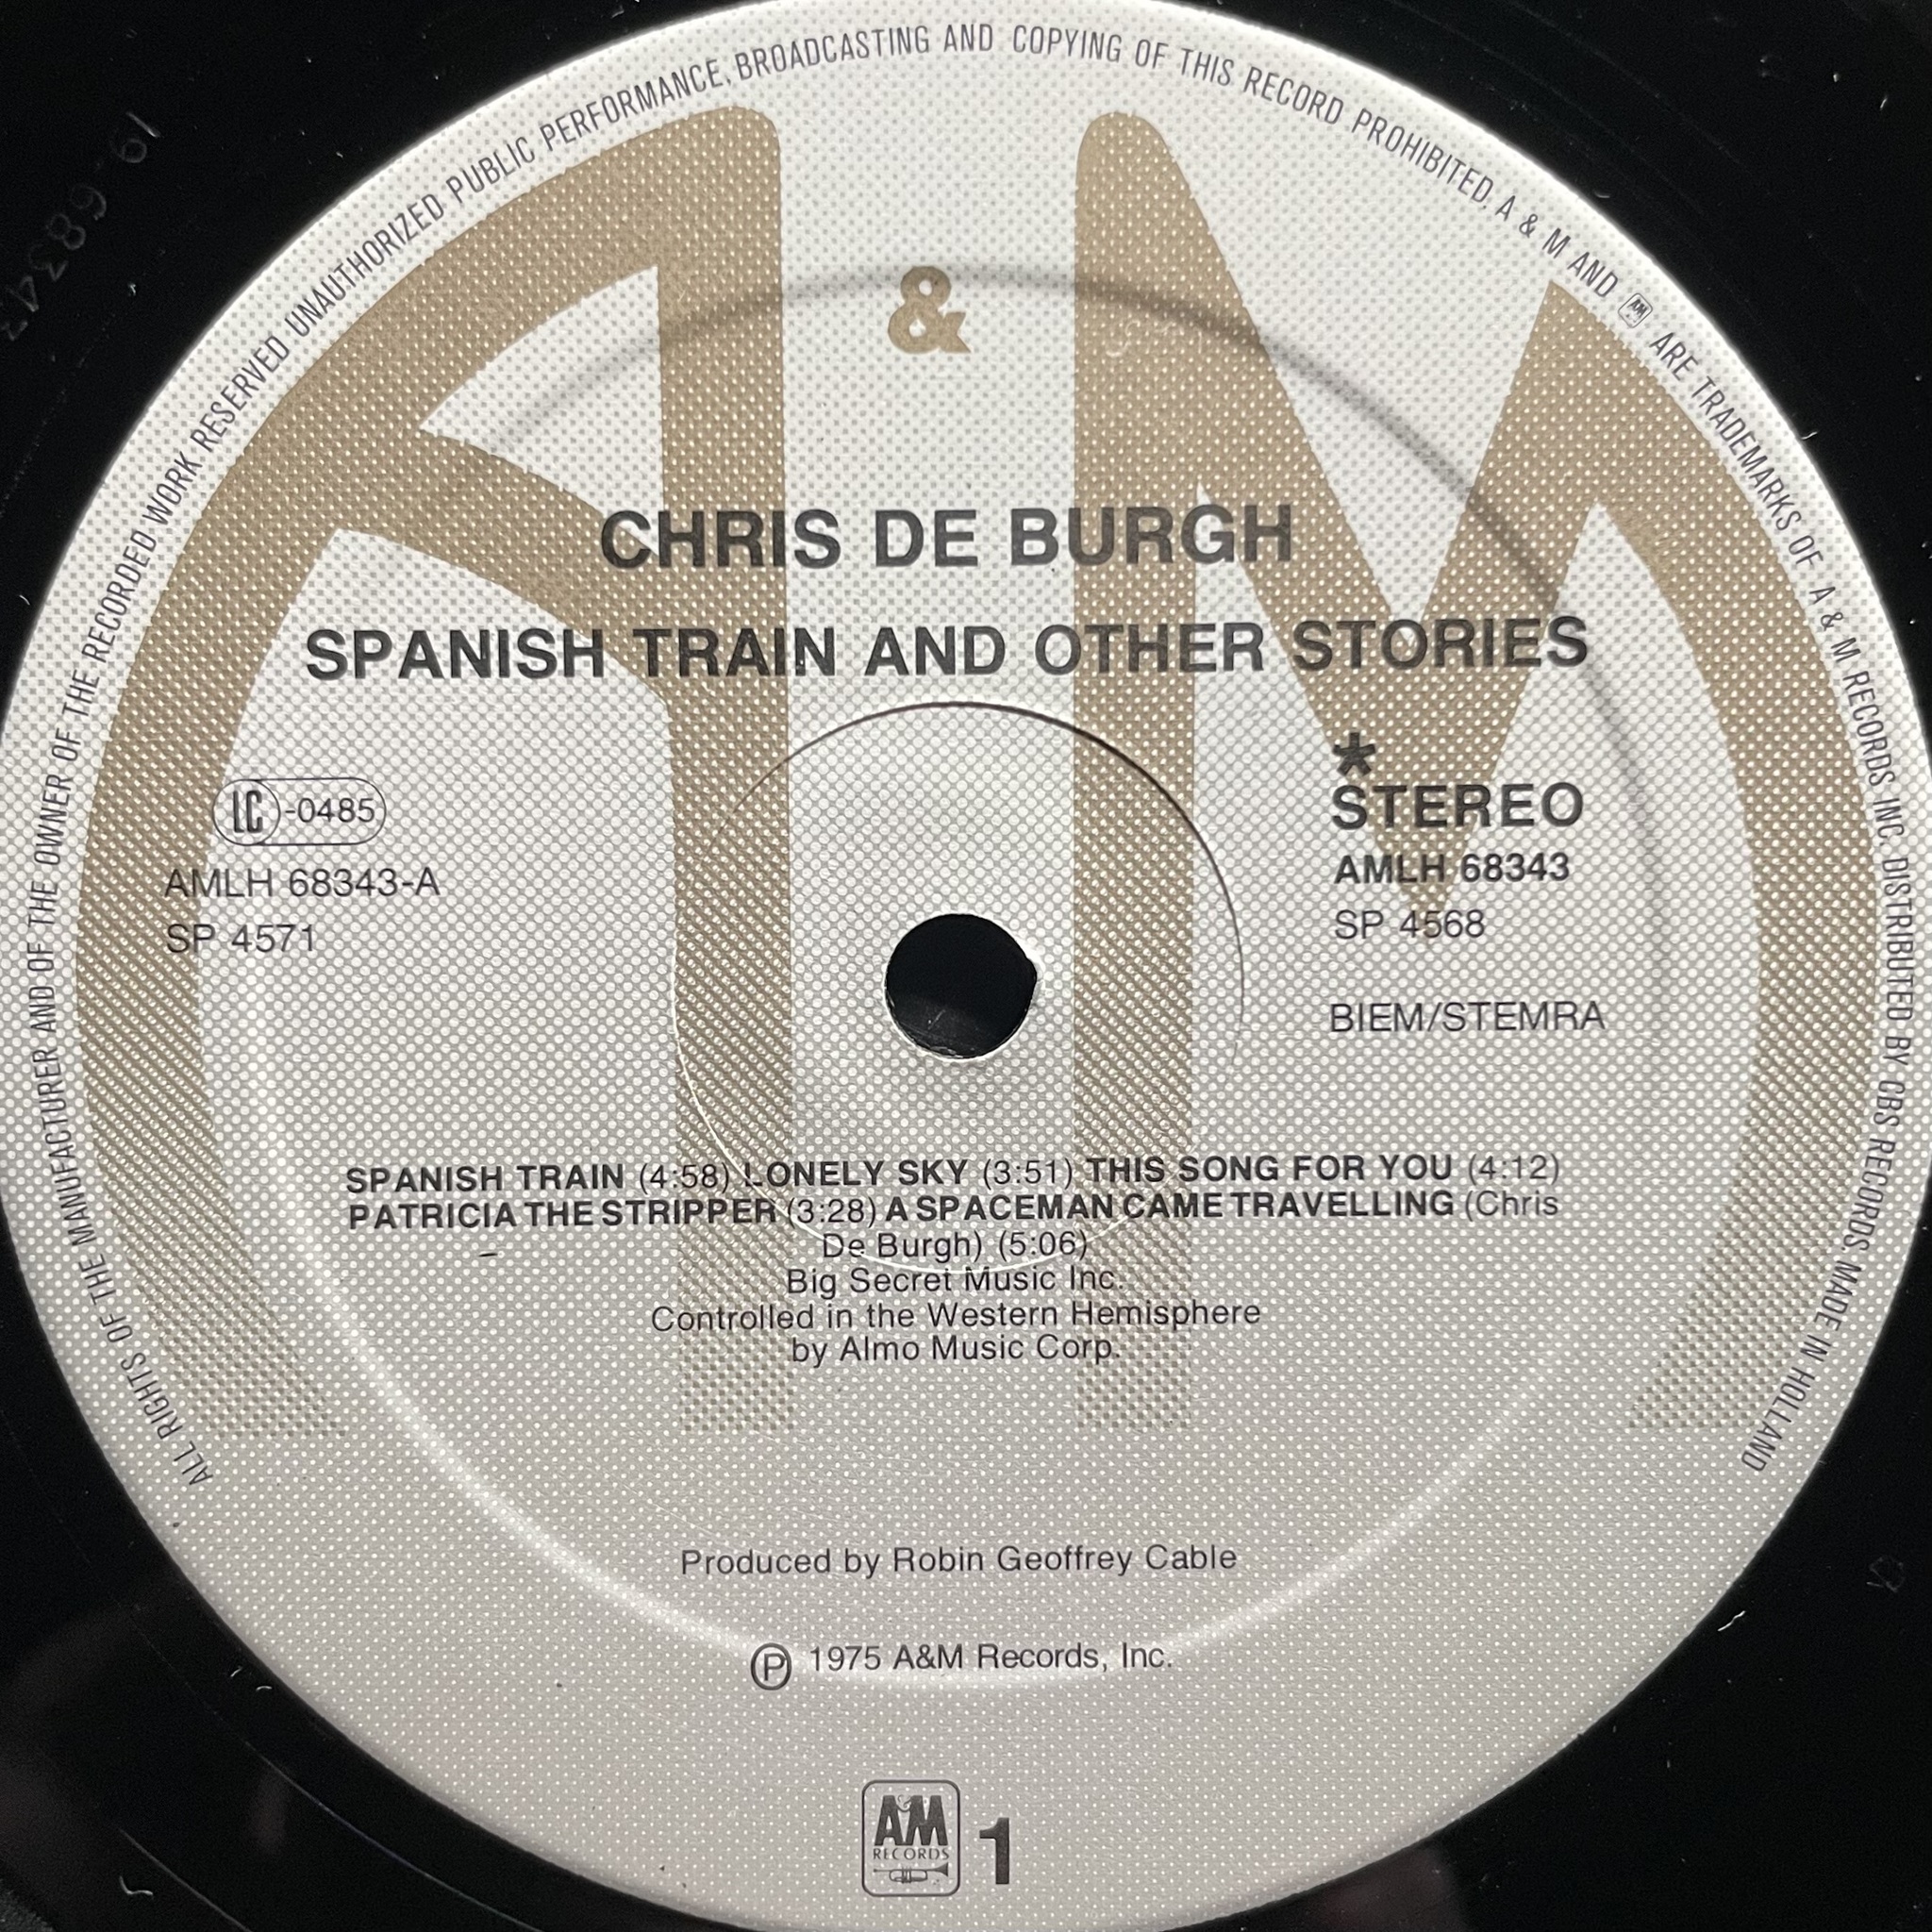 ALL RIGHTS OF THE MANUFACTURER AND OF THE OWNER OF THE RECORDED WORK RESERVED UNAUTHORIZED PUBLIC PERFORMANCE, BROADCASTING AND COPYING OF THIS RECORD PROHIBITED. A & M AND AM ARE TRADEMARKS OF A & M RECORDS INC. DISTRIBUTED BY CBS RECORDS. MADE IN HOLLAND
A & M
CHRIS DE BURGH
SPANISH TRAIN AND OTHER STORIES
LC-0485
AMLH 68343-A
SP 4571
*
STEREO
AMLH 68343
SP 4568
BIEM/STEMRA
SPANISH TRAIN (4:58) LONELY SKY (3:51) THIS SONG FOR YOU (4:12)
PATRICIA THE STRIPPER (3:28) A SPACEMAN CAME TRAVELLING (Chris
De Burgh) (5:06)
Big Secret Music Inc.
Controlled in the Western Hemisphere
by Almo Music Corp.
Produced by Robin Geoffrey Cable
Ⓟ 1975 A&M Records, Inc.
AM
RECORDS
1